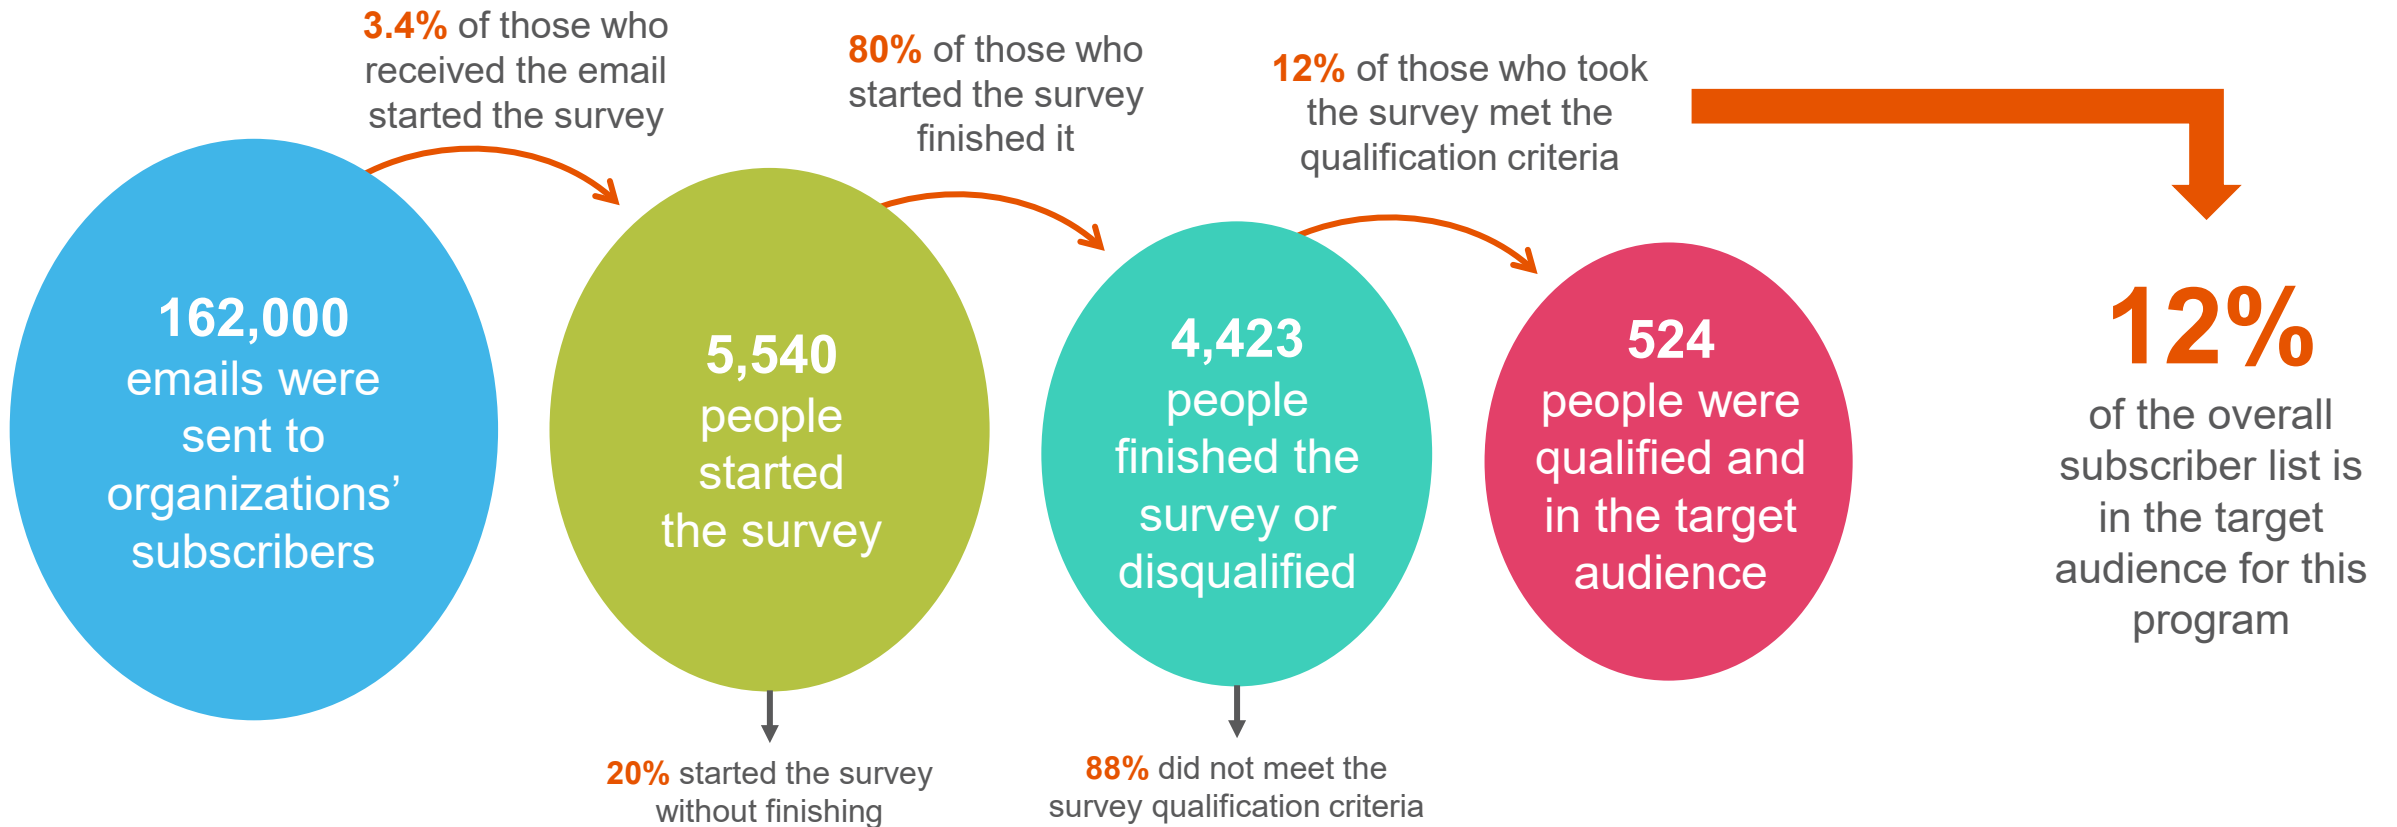 3.4% of those who
received the email
started the survey
80% of those who
started the survey
finished it
12% of those who took
the survey met the
qualification criteria
162,000
emails were
sent to
organizations’
subscribers
5,540
people
started
the survey
4,423
people
finished the
survey or
disqualified
524
people were
qualified and
in the target
audience
12%
of the overall
subscriber list is
in the target
audience for this
program
20% started the survey
without finishing
88% did not meet the
survey qualification criteria